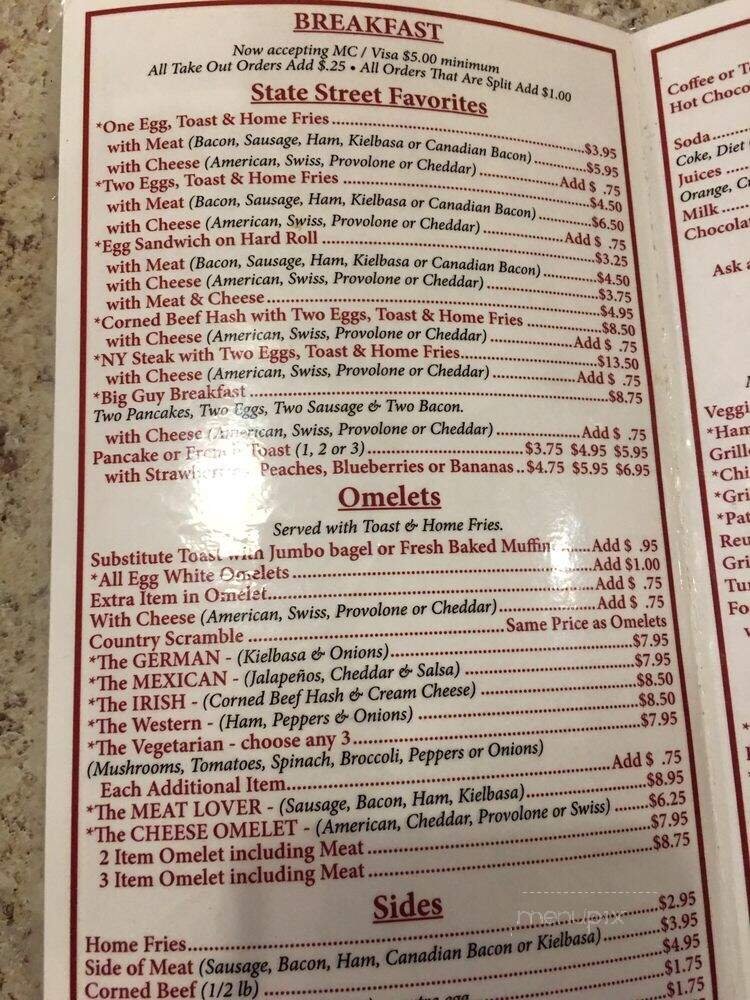 BREAKFAST
Now accepting MC / Visa $5.00 minimum
All Take Out Orders Add $.25 • All Orders That Are Split Add $1.00
State Street Favorites
*One Egg, Toast & Home Fries ........ $3.95
with Meat (Bacon, Sausage, Ham, Kielbasa or Canadian Bacon) ........ $5.95
with Cheese (American, Swiss, Provolone or Cheddar) ........ Add $ .75
*Two Eggs, Toast & Home Fries ........ $4.50
with Meat (Bacon, Sausage, Ham, Kielbasa or Canadian Bacon) ........ $6.50
with Cheese (American, Swiss, Provolone or Cheddar) ........ Add $ .75
*Egg Sandwich on Hard Roll ........ $3.25
with Meat (Bacon, Sausage, Ham, Kielbasa or Canadian Bacon) ........ $4.50
with Cheese (American, Swiss, Provolone or Cheddar) ........ $3.75
with Meat & Cheese ........ $4.95
*Corned Beef Hash with Two Eggs, Toast & Home Fries ........ $8.50
with Cheese (American, Swiss, Provolone or Cheddar) ........ Add $ .75
*NY Steak with Two Eggs, Toast & Home Fries ........ $13.50
with Cheese (American, Swiss, Provolone or Cheddar) ........ Add $ .75
*Big Guy Breakfast ........ $8.75
Two Pancakes, Two Eggs, Two Sausage & Two Bacon.
with Cheese (American, Swiss, Provolone or Cheddar) ........ Add $ .75
Pancake or French Toast (1, 2 or 3) ........ $3.75 $4.95 $5.95
with Peaches, Blueberries or Bananas .. $4.75 $5.95 $6.95
Omelets
Served with Toast & Home Fries.
Substitute Toast with Jumbo bagel or Fresh Baked Muffin ........ Add $ .95
*All Egg White Omelets ........ Add $1.00
Extra Item in Omelet ........ Add $ .75
With Cheese (American, Swiss, Provolone or Cheddar) ........ Add $ .75
Country Scramble ........ Same Price as Omelets
*The GERMAN - (Kielbasa & Onions) ........ $7.95
*The MEXICAN - (Jalapeños, Cheddar & Salsa) ........ $7.95
*The IRISH - (Corned Beef Hash & Cream Cheese) ........ $8.50
*The Western - (Ham, Peppers & Onions) ........ $8.50
*The Vegetarian - choose any 3 ........ $7.95
(Mushrooms, Tomatoes, Spinach, Broccoli, Peppers or Onions)
Each Additional Item ........ Add $ .75
*The MEAT LOVER - (Sausage, Bacon, Ham, Kielbasa) ........ $8.95
*The CHEESE OMELET - (American, Cheddar, Provolone or Swiss) ........ $6.25
2 Item Omelet including Meat ........ $7.95
3 Item Omelet including Meat ........ $8.75
Sides
Home Fries ........ $2.95
Side of Meat (Sausage, Bacon, Ham, Canadian Bacon or Kielbasa) ........ $3.95
Corned Beef (1/2 lb) ........ $4.95
$1.75
egg
$1.75
menupix
Coffee or
Hot
Soda
Coke, Diet
Juices
Orange,
Milk
Ask